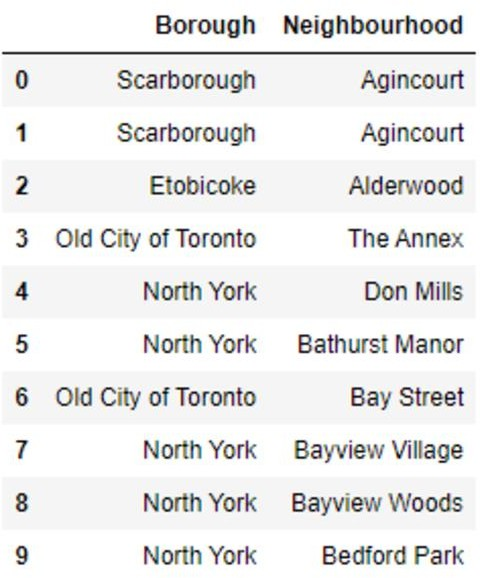 Borough Neighbourhood
0 Scarborough Agincourt
1 Scarborough Agincourt
2 Etobicoke Alderwood
3 Old City of Toronto The Annex
4 North York Don Mills
5 North York Bathurst Manor
6 Old City of Toronto Bay Street
7 North York Bayview Village
8 North York Bayview Woods
9 North York Bedford Park